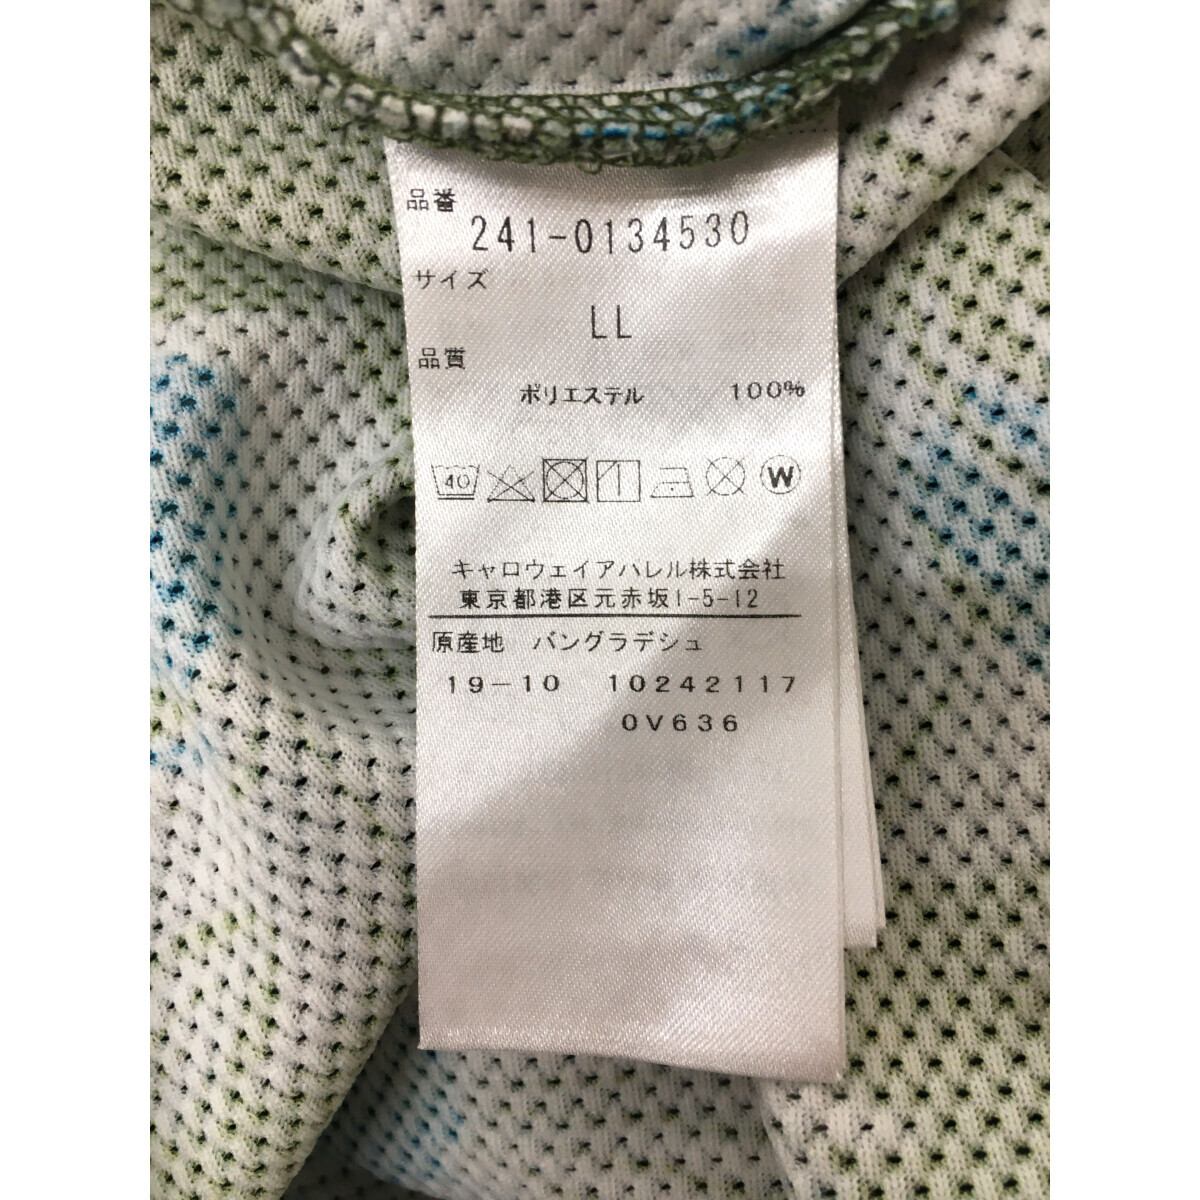 品番
241-0134530
サイズ
LL
品質
ポリエステル 100%
40 W
キャロウェイアパレル株式会社
東京都港区元赤坂1-5-12
原産地 バングラデシュ
19-10 10242117
0V636